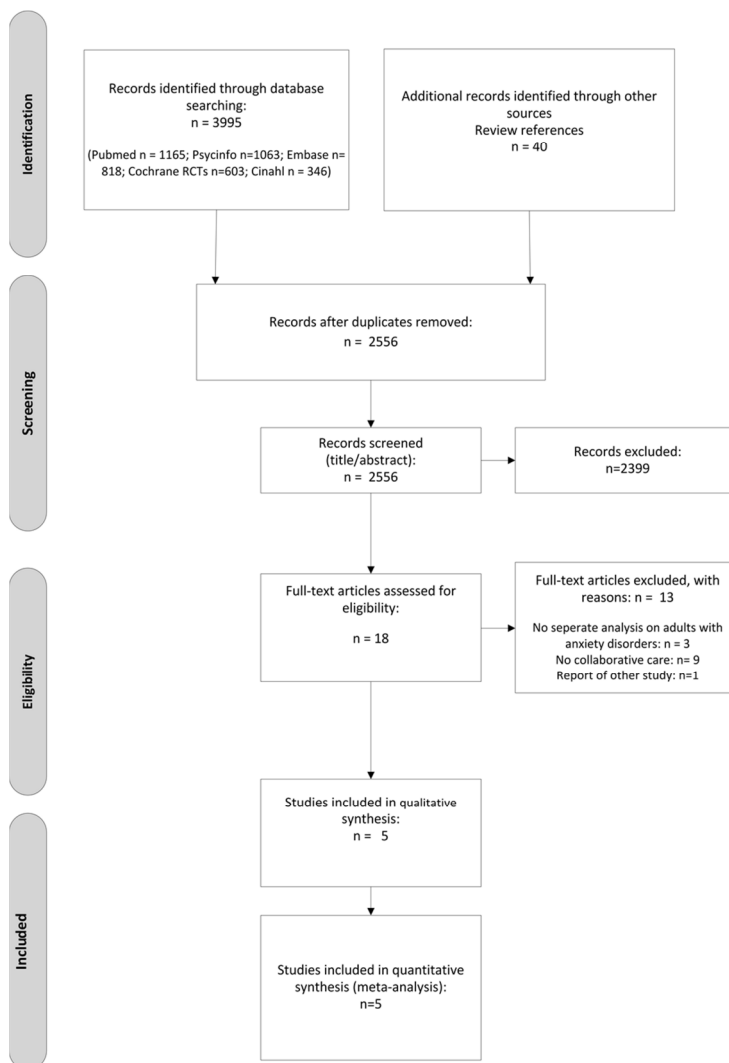 Identification
Records identified through database
searching:
n = 3995
(Pubmed n = 1165; Psycinfo n=1063; Embase n=
818; Cochrane RCTs n=603; Cinahl n = 346)
Additional records identified through other
sources
Review references
n = 40
Screening
Records after duplicates removed:
n = 2556
Records screened
(title/abstract):
n = 2556
Records excluded:
n=2399
Eligibility
Full-text articles assessed for
eligibility:
n = 18
Full-text articles excluded, with
reasons: n = 13
No seperate analysis on adults with
anxiety disorders: n = 3
No collaborative care: n= 9
Report of other study: n=1
Included
Studies included in qualitative
synthesis:
n = 5
Studies included in quantitative
synthesis (meta-analysis):
n=5